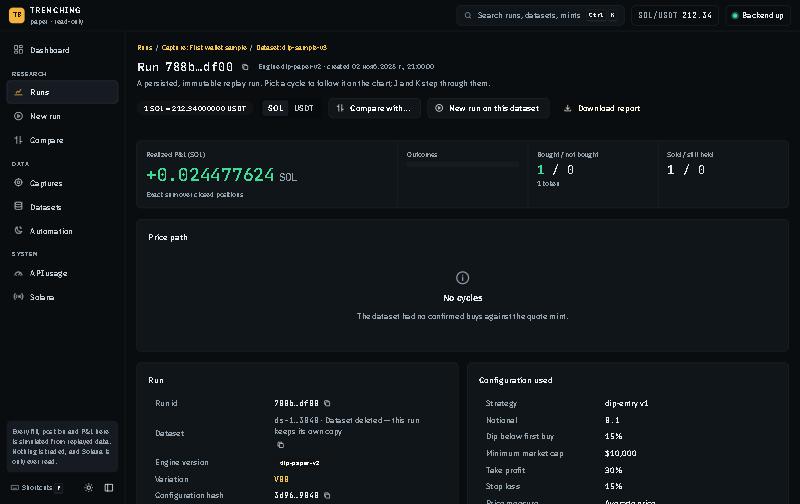 TB
TRENCHING
paper · read-only
Search runs, datasets, mints
Ctrl K
SOL/USDT 212.34
Backend up
Dashboard
RESEARCH
Runs
New run
Compare
DATA
Captures
Datasets
Automation
SYSTEM
API usage
Solana
Every fill, position and P&L here
is simulated from replayed data.
Nothing is traded, and Solana is
only ever read.
Shortcuts ?
Runs / Capture: First wallet sample / Dataset: dip-sample-v3
Run 788b…df00
Engine dip-paper-v2 · created 02 нояб. 2025 г., 21:00:00
A persisted, immutable replay run. Pick a cycle to follow it on the chart; J and K step through them.
1 SOL = 212.34000000 USDT
SOL
USDT
Compare with…
New run on this dataset
Download report
Realized P&L (SOL)
+0.024477624 SOL
Exact sum over closed positions
Outcomes
Bought / not bought
1 / 0
1 token
Sold / still held
1 / 0
Price path
No cycles
The dataset had no confirmed buys against the quote mint.
Run
Run id 788b…df00
Dataset ds-1…3040 · Dataset deleted — this run
keeps its own copy
Engine version dip-paper-v2
Variation V00
Configuration hash 3d96…9840
Configuration used
Strategy dip-entry v1
Notional 0.1
Dip below first buy 15%
Minimum market cap $10,000
Take profit 30%
Stop loss 15%
Price measure Average price